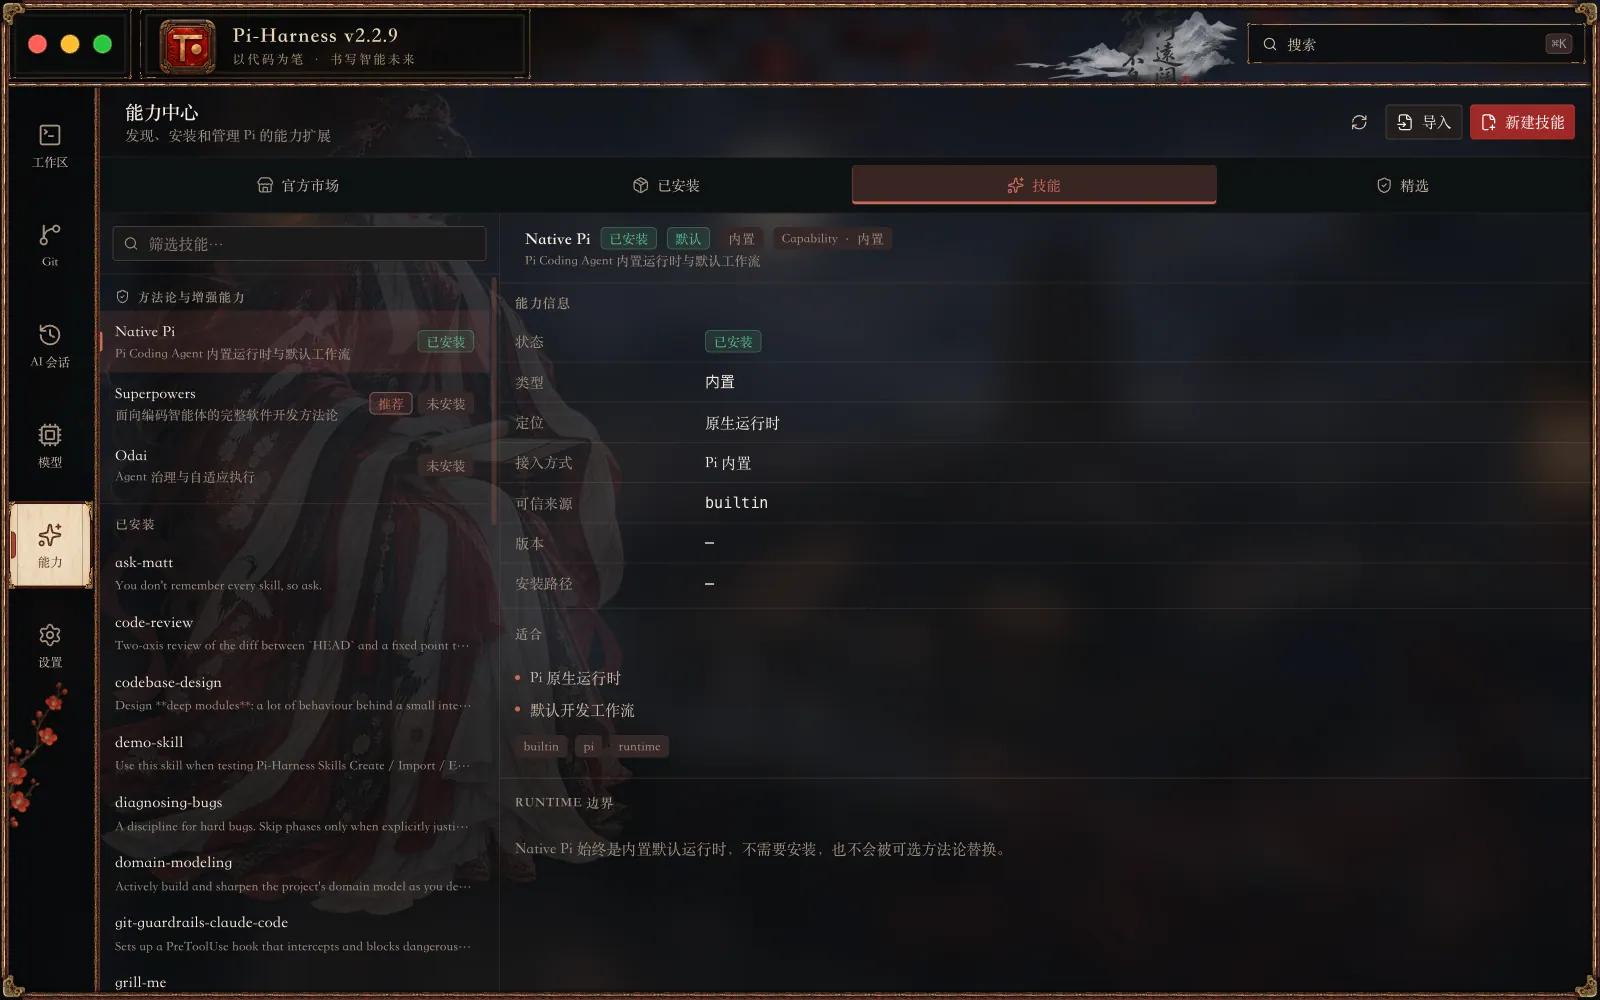 Pi-Harness v2.2.9
以代码为笔 · 书写智能未来
搜索
⌘K
能力中心
发现、安装和管理 Pi 的能力扩展
导入
新建技能
工作区
Git
AI 会话
模型
能力
设置
官方市场
已安装
技能
精选
筛选技能···
方法论与增强能力
Native Pi
Pi Coding Agent 内置运行时与默认工作流
已安装
Superpowers
面向编码智能体的完整软件开发方法论
推荐
未安装
Odai
Agent 治理与自适应执行
未安装
已安装
ask-matt
You don't remember every skill, so ask.
code-review
Two-axis review of the diff between `HEAD` and a fixed point t···
codebase-design
Design **deep modules**: a lot of behaviour behind a small inte···
demo-skill
Use this skill when testing Pi-Harness Skills Create / Import / E···
diagnosing-bugs
A discipline for hard bugs. Skip phases only when explicitly justi···
domain-modeling
Actively build and sharpen the project's domain model as you de···
git-guardrails-claude-code
Sets up a PreToolUse hook that intercepts and blocks dangerous···
grill-me
Native Pi 已安装 默认 内置 Capability · 内置
Pi Coding Agent 内置运行时与默认工作流
能力信息
状态 已安装
类型 内置
定位 原生运行时
接入方式 Pi 内置
可信来源 builtin
版本 —
安装路径 —
适合
• Pi 原生运行时
• 默认开发工作流
builtin pi runtime
RUNTIME 边界
Native Pi 始终是内置默认运行时，不需要安装，也不会被可选方法论替换。